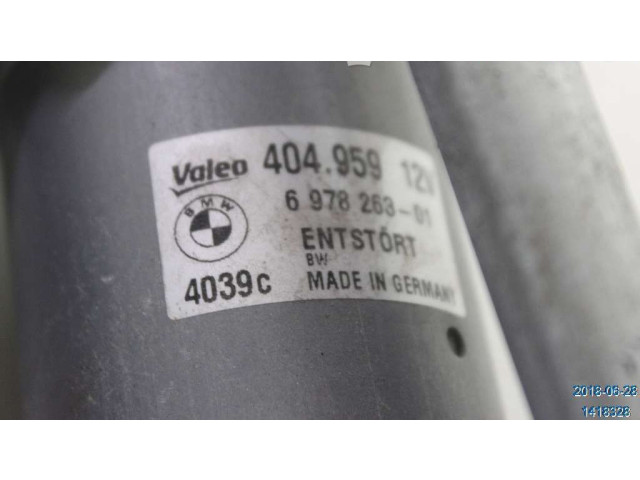 Valeo 404.959 12V
BMW 6 978 263-01
ENTSTÖRT
BW
4039c MADE IN GERMANY
2018-06-28
1418328